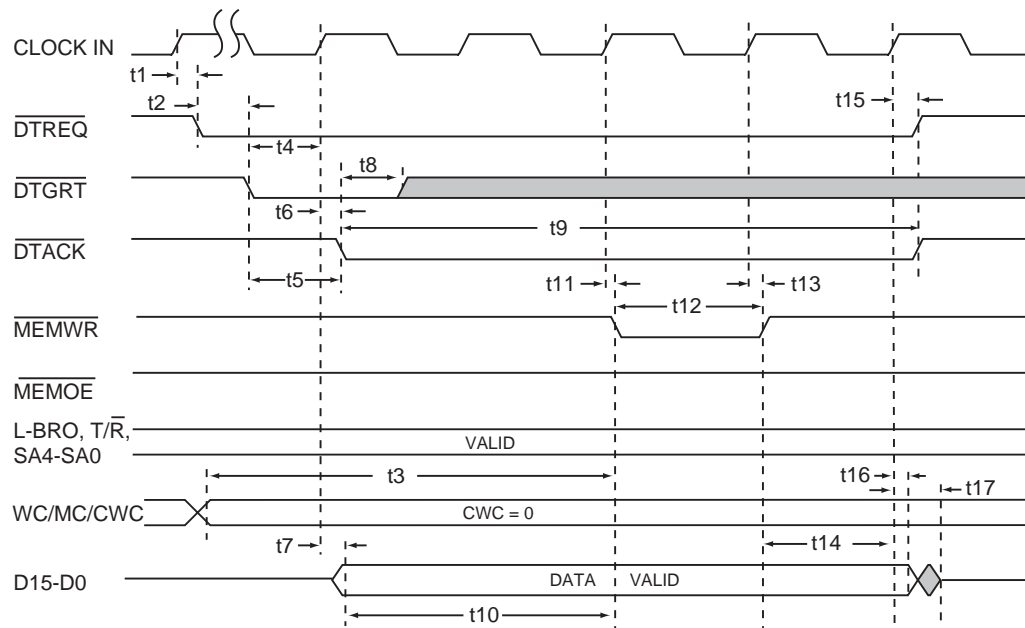 CLOCK IN
t1
t2
t15
DTREQ
t4
t8
DTGRT
t6
t9
DTACK
t5
t11
t13
t12
MEMWR
MEMOE
L-BRO, T/R̅,
VALID
SA4-SA0
t3
t16
t17
WC/MC/CWC
CWC = 0
t7
t14
D15-D0
DATA VALID
t10